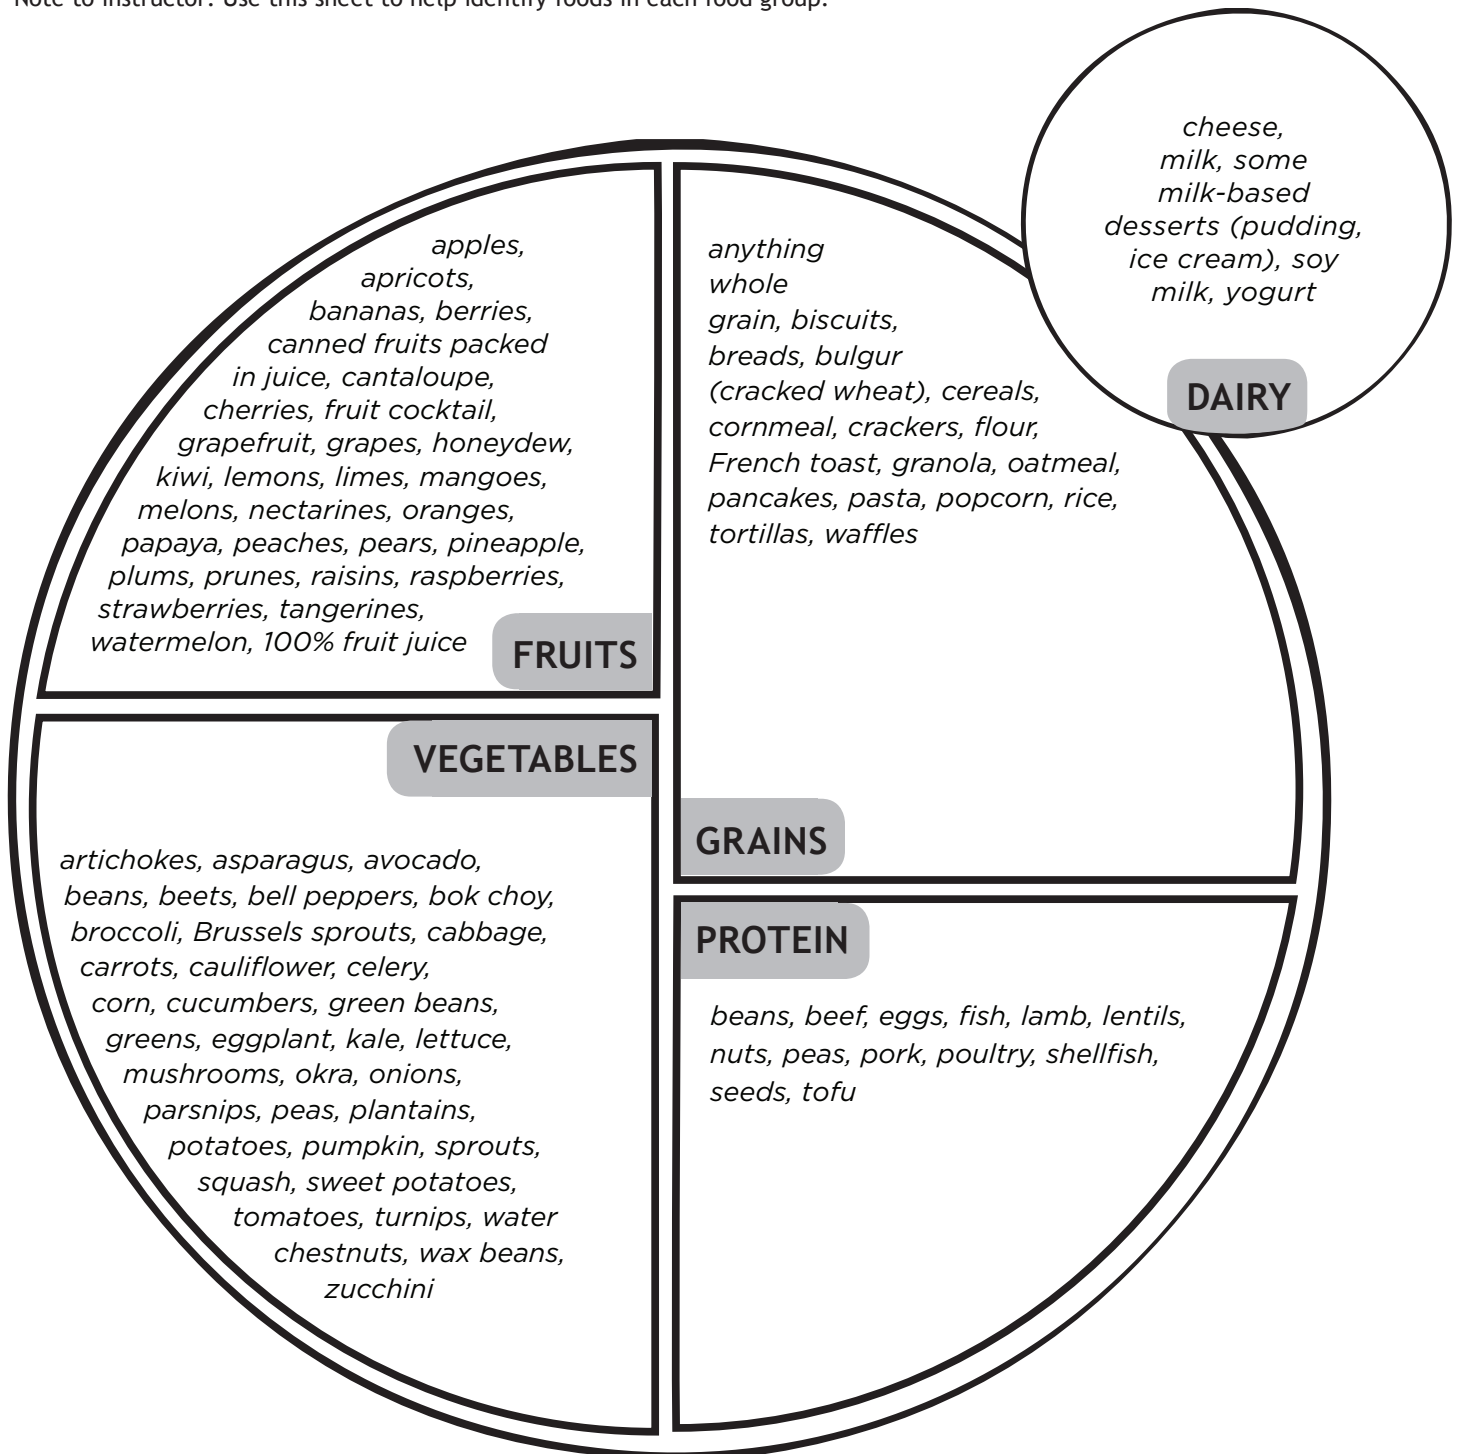 Note to instructor: Use this sheet to help identify foods in each food group.
cheese,
milk, some
milk-based
desserts (pudding,
ice cream), soy
milk, yogurt
DAIRY
apples,
apricots,
bananas, berries,
canned fruits packed
in juice, cantaloupe,
cherries, fruit cocktail,
grapefruit, grapes, honeydew,
kiwi, lemons, limes, mangoes,
melons, nectarines, oranges,
papaya, peaches, pears, pineapple,
plums, prunes, raisins, raspberries,
strawberries, tangerines,
watermelon, 100% fruit juice
FRUITS
anything
whole
grain, biscuits,
breads, bulgur
(cracked wheat), cereals,
cornmeal, crackers, flour,
French toast, granola, oatmeal,
pancakes, pasta, popcorn, rice,
tortillas, waffles
GRAINS
VEGETABLES
artichokes, asparagus, avocado,
beans, beets, bell peppers, bok choy,
broccoli, Brussels sprouts, cabbage,
carrots, cauliflower, celery,
corn, cucumbers, green beans,
greens, eggplant, kale, lettuce,
mushrooms, okra, onions,
parsnips, peas, plantains,
potatoes, pumpkin, sprouts,
squash, sweet potatoes,
tomatoes, turnips, water
chestnuts, wax beans,
zucchini
PROTEIN
beans, beef, eggs, fish, lamb, lentils,
nuts, peas, pork, poultry, shellfish,
seeds, tofu